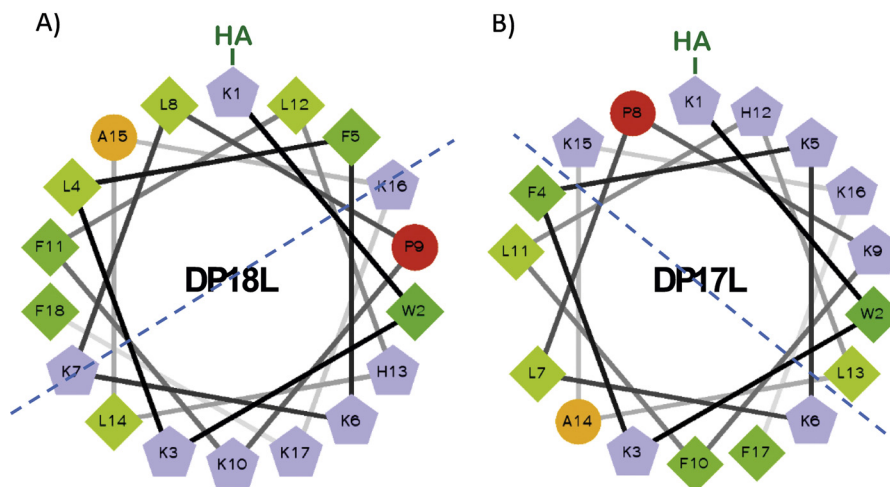 A)
HA
K1
L8
L12
A15
F5
L4
K16
F11
P9
DP18L
F18
W2
K7
H13
L14
K6
K3
K17
K10
B)
HA
K1
P8
H12
K15
K5
F4
K16
L11
K9
DP17L
W2
L7
L13
A14
K6
K3
F10
F17